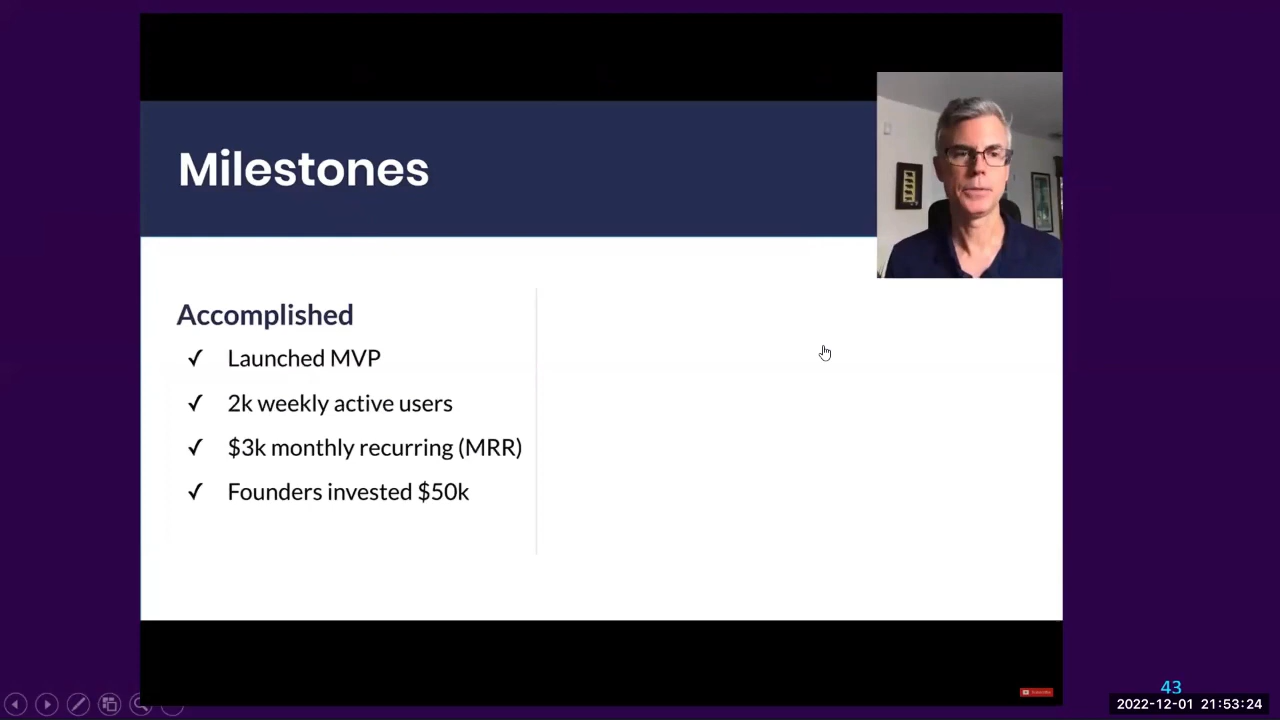 Milestones
Accomplished
✓ Launched MVP
✓ 2k weekly active users
✓ $3k monthly recurring (MRR)
✓ Founders invested $50k
43
2022-12-01 21:53:24